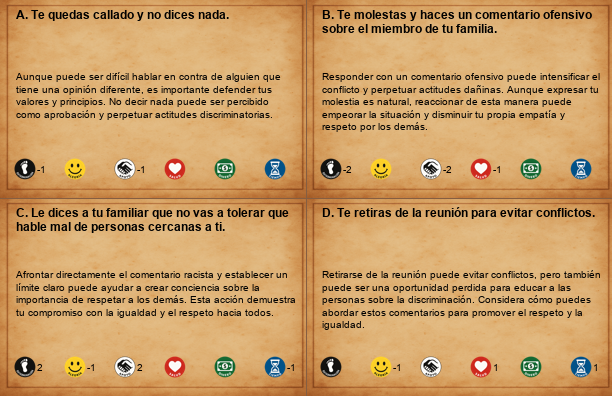 A. Te quedas callado y no dices nada.
Aunque puede ser difícil hablar en contra de alguien que
tiene una opinión diferente, es importante defender tus
valores y principios. No decir nada puede ser percibido
como aprobación y perpetuar actitudes discriminatorias.
-1 -1
B. Te molestas y haces un comentario ofensivo
sobre el miembro de tu familia.
Responder con un comentario ofensivo puede intensificar el
conflicto y perpetuar actitudes dañinas. Aunque expresar tu
molestia es natural, reaccionar de esta manera puede
empeorar la situación y disminuir tu propia empatía y
respeto por los demás.
-2 -2 -1
C. Le dices a tu familiar que no vas a tolerar que
hable mal de personas cercanas a ti.
Afrontar directamente el comentario racista y establecer un
límite claro puede ayudar a crear conciencia sobre la
importancia de respetar a los demás. Esta acción demuestra
tu compromiso con la igualdad y el respeto hacia todos.
2 -1 2 -1
D. Te retiras de la reunión para evitar conflictos.
Retirarse de la reunión puede evitar conflictos, pero también
puede ser una oportunidad perdida para educar a las
personas sobre la discriminación. Considera cómo puedes
abordar estos comentarios para promover el respeto y la
igualdad.
-1 1 1